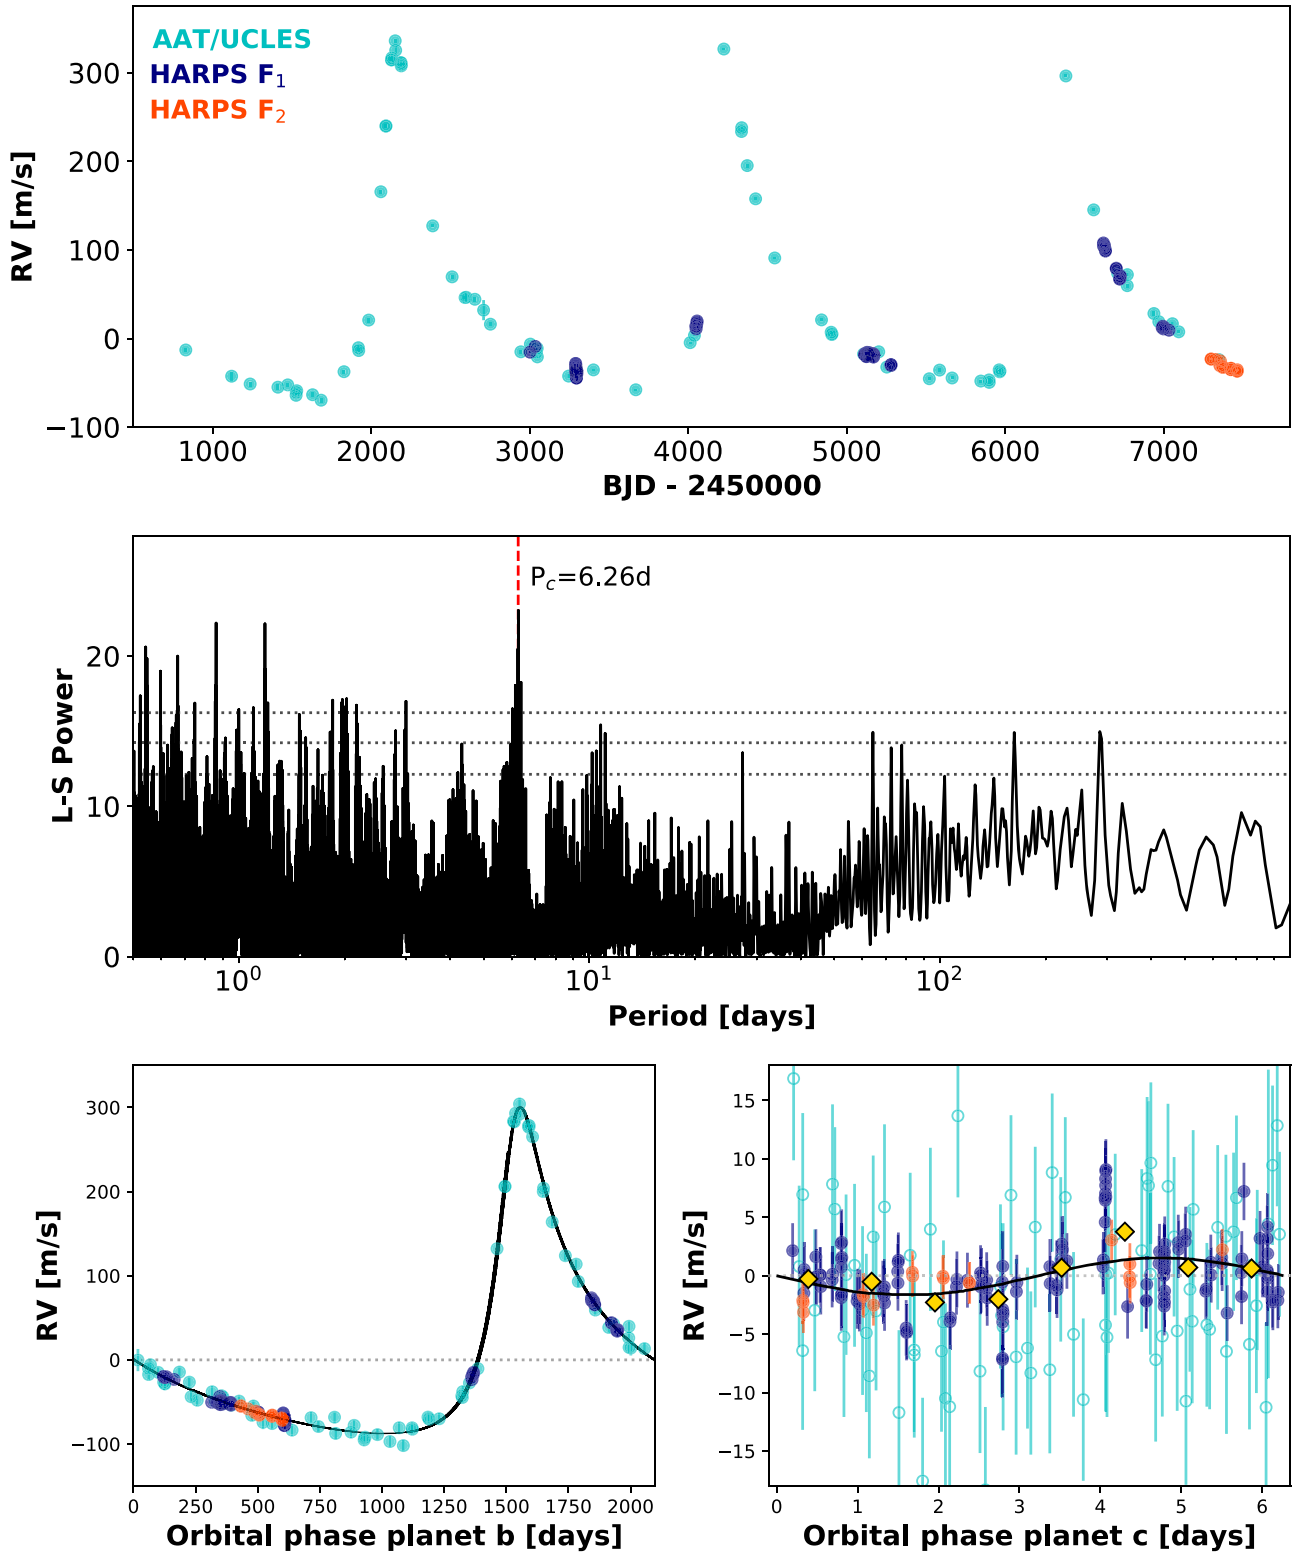 AAT/UCLES
HARPS F₁
HARPS F₂
RV [m/s]
300
200
100
0
−100
1000 2000 3000 4000 5000 6000 7000
BJD - 2450000
P_c=6.26d
L-S Power
20
10
0
10⁰ 10¹ 10²
Period [days]
RV [m/s]
300
200
100
0
−100
0 250 500 750 1000 1250 1500 1750 2000
Orbital phase planet b [days]
RV [m/s]
15
10
5
0
−5
−10
−15
0 1 2 3 4 5 6
Orbital phase planet c [days]